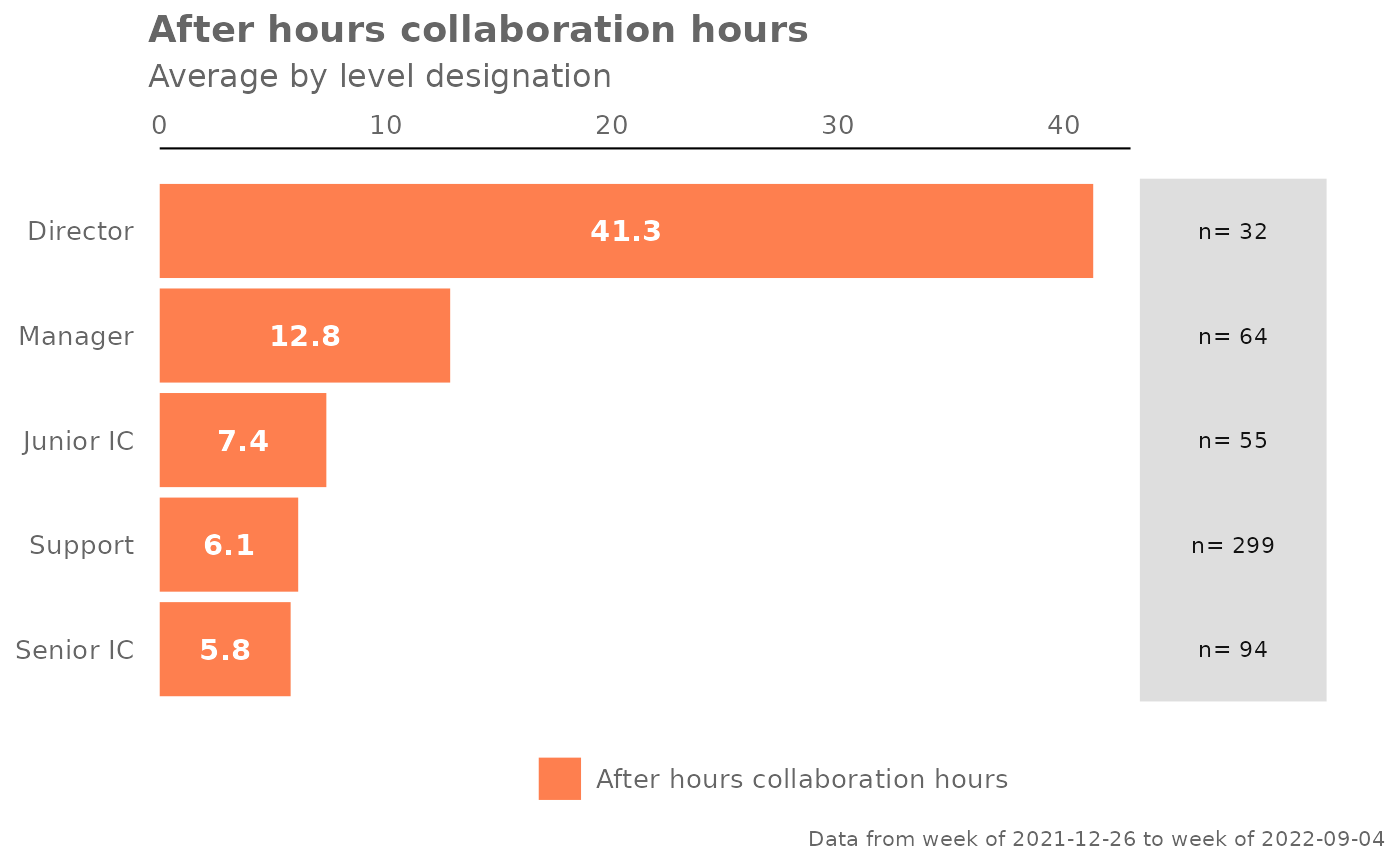 After hours collaboration hours
Average by level designation
0 10 20 30 40
Director 41.3 n= 32
Manager 12.8 n= 64
Junior IC 7.4 n= 55
Support 6.1 n= 299
Senior IC 5.8 n= 94
After hours collaboration hours
Data from week of 2021-12-26 to week of 2022-09-04